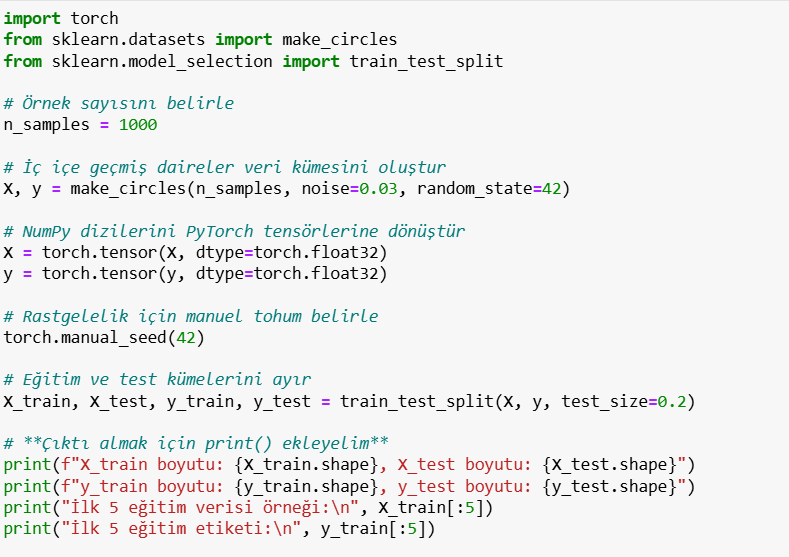 import torch
from sklearn.datasets import make_circles
from sklearn.model_selection import train_test_split
# Örnek sayısını belirle
n_samples = 1000
# İç içe geçmiş daireler veri kümesini oluştur
X, y = make_circles(n_samples, noise=0.03, random_state=42)
# NumPy dizilerini PyTorch tensörlerine dönüştür
X = torch.tensor(X, dtype=torch.float32)
y = torch.tensor(y, dtype=torch.float32)
# Rastgelelik için manuel tohum belirle
torch.manual_seed(42)
# Eğitim ve test kümelerini ayır
X_train, X_test, y_train, y_test = train_test_split(X, y, test_size=0.2)
# **Çıktı almak için print() ekleyelim**
print(f"X_train boyutu: {X_train.shape}, X_test boyutu: {X_test.shape}")
print(f"y_train boyutu: {y_train.shape}, y_test boyutu: {y_test.shape}")
print("İlk 5 eğitim verisi örneği:\n", X_train[:5])
print("İlk 5 eğitim etiketi:\n", y_train[:5])